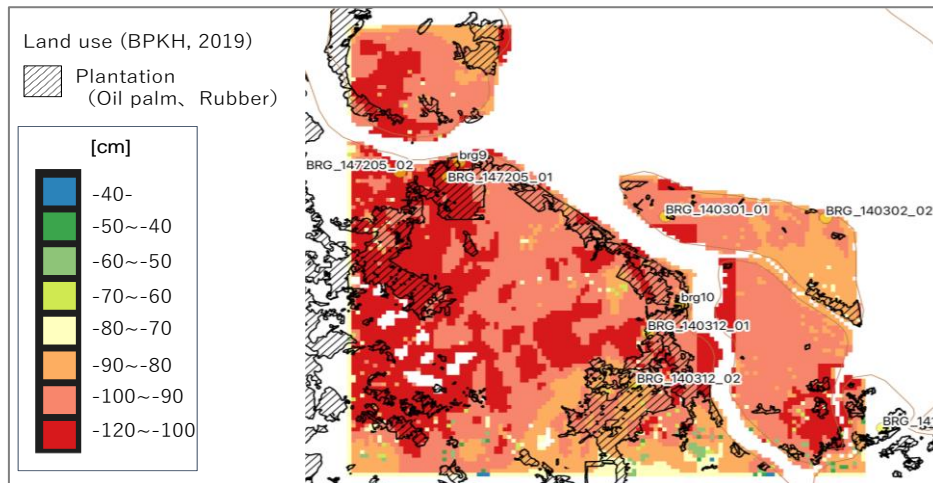 Land use (BPKH, 2019)
Plantation
(Oil palm、Rubber)
[cm]
-40-
-50~-40
-60~-50
-70~-60
-80~-70
-90~-80
-100~-90
-120~-100
brg9
BRG_147205_02
BRG_147205_01
BRG_140301_01
BRG_140302_02
brg10
BRG_140312_01
BRG_140312_02
BRG_14